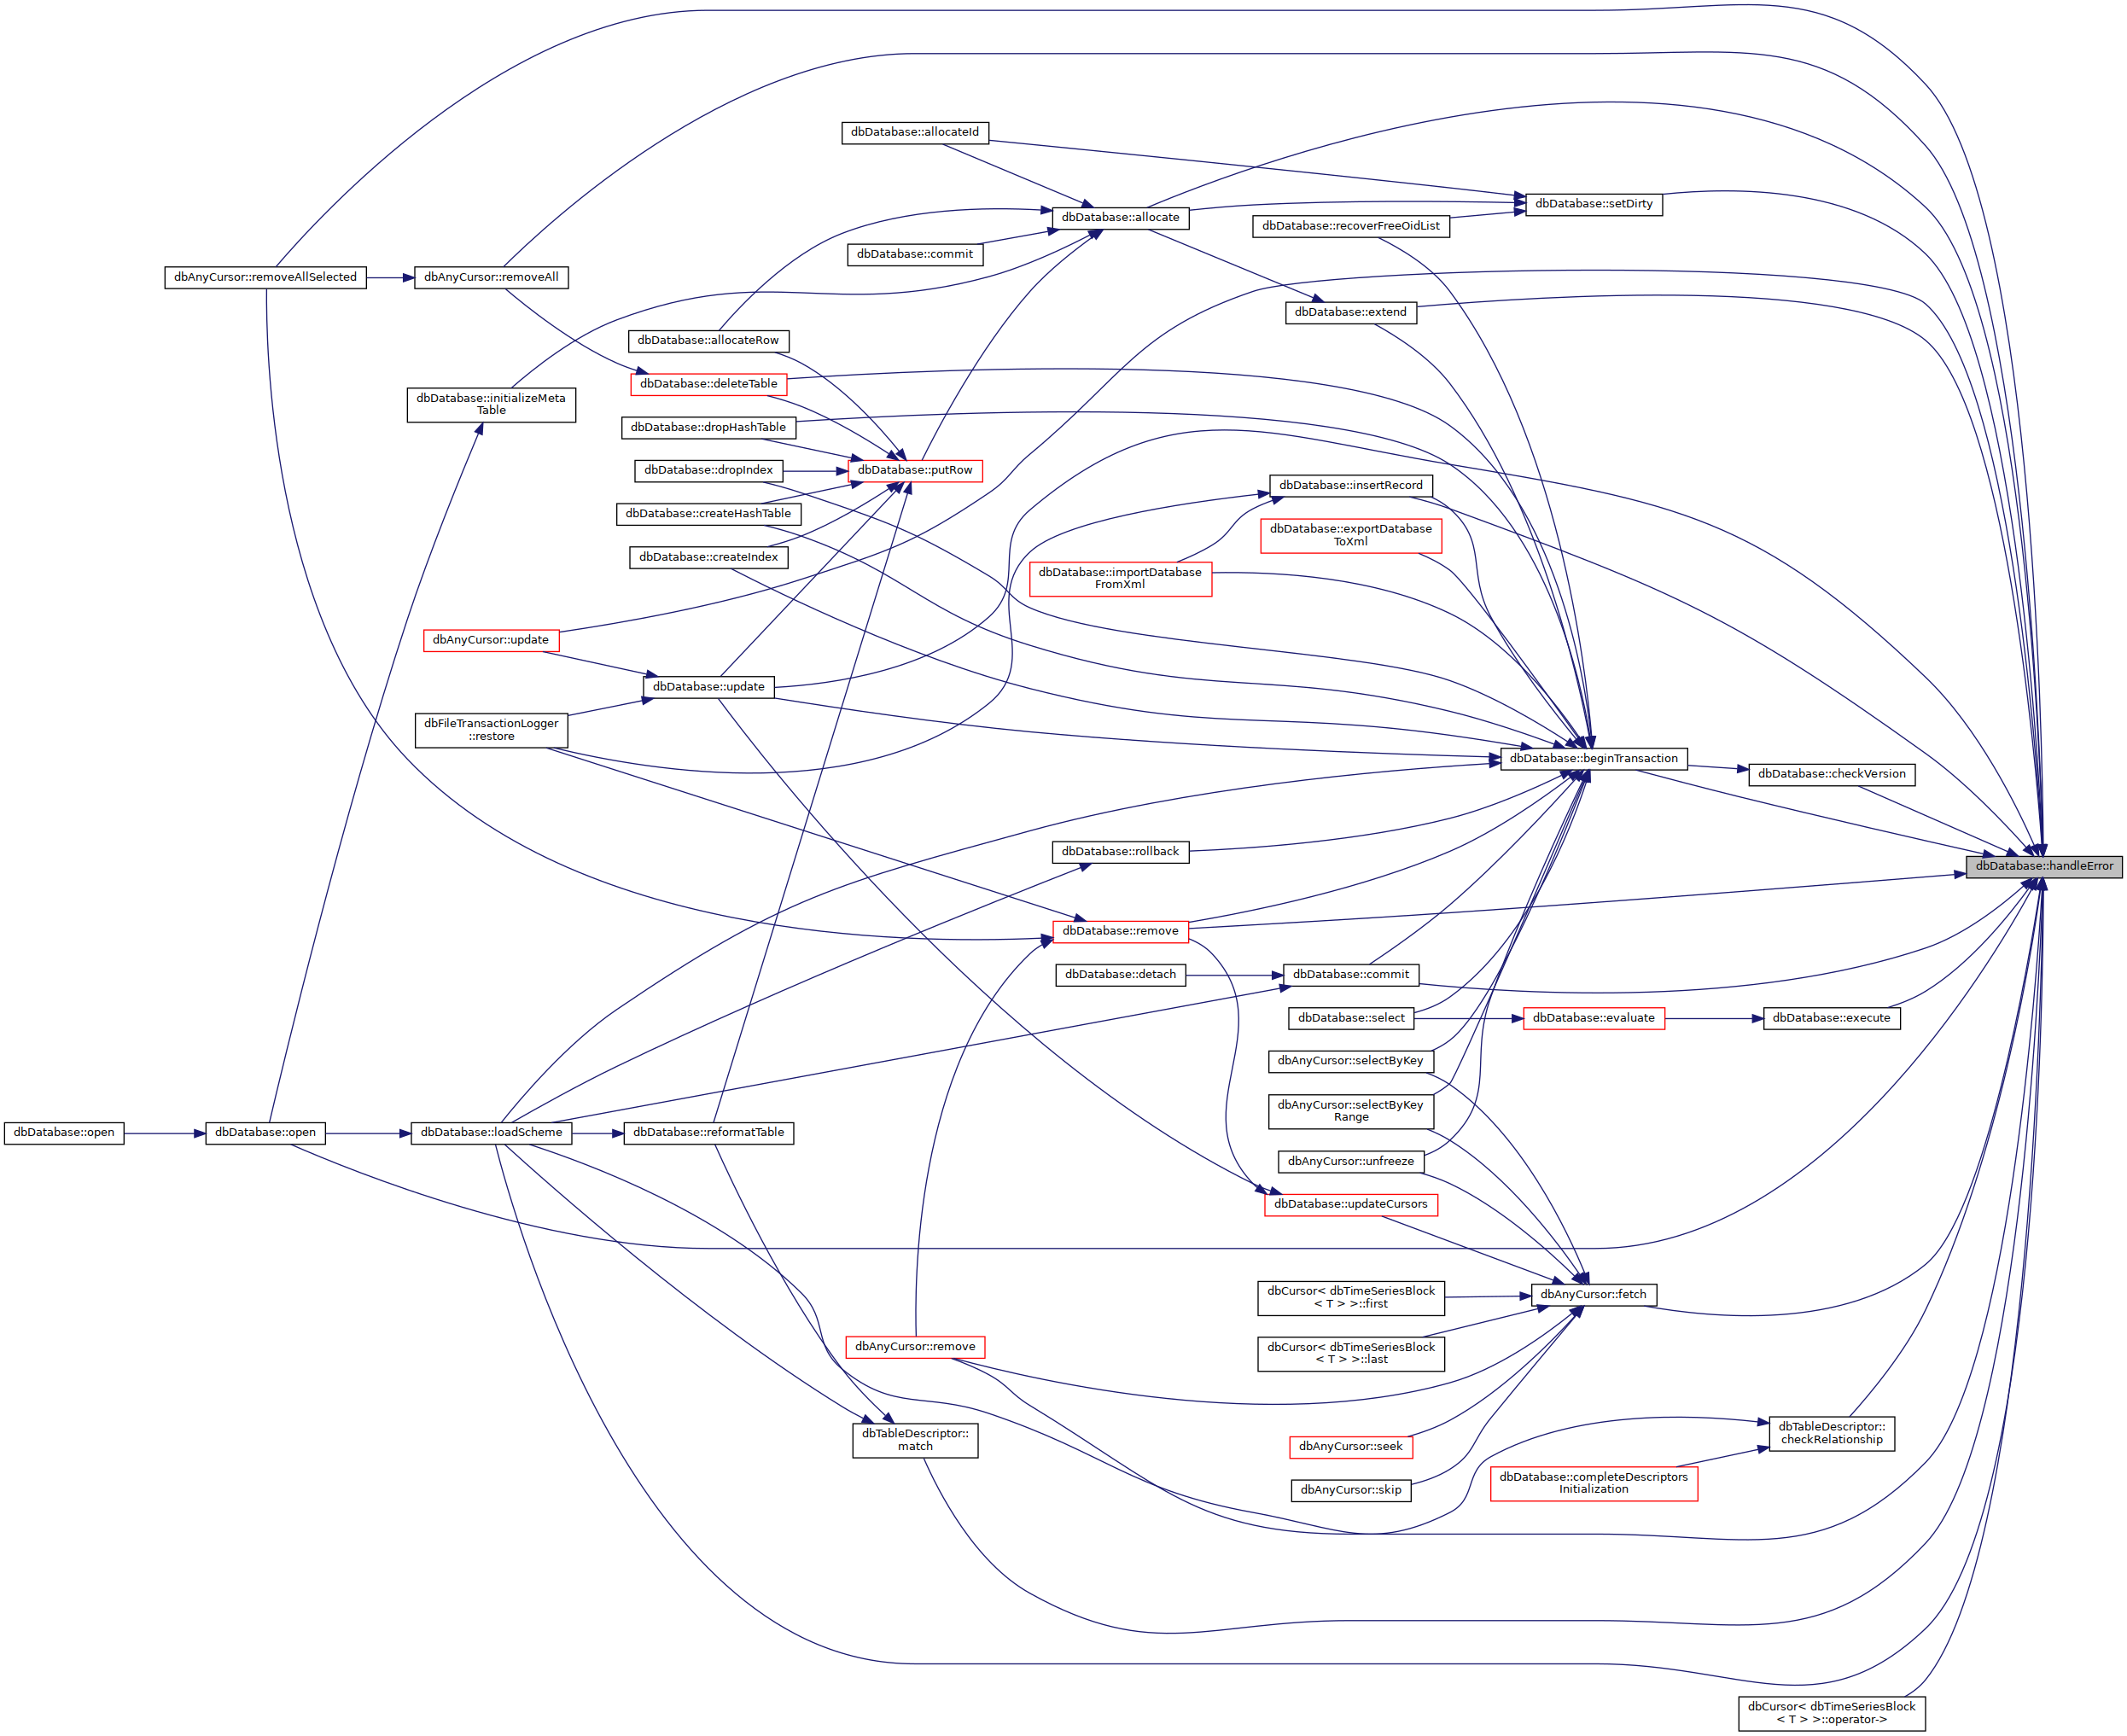 dbDatabase::allocateId
dbDatabase::setDirty
dbDatabase::allocate
dbDatabase::recoverFreeOidList
dbDatabase::commit
dbAnyCursor::removeAllSelected
dbAnyCursor::removeAll
dbDatabase::extend
dbDatabase::allocateRow
dbDatabase::deleteTable
dbDatabase::initializeMeta
Table
dbDatabase::dropHashTable
dbDatabase::dropIndex
dbDatabase::putRow
dbDatabase::insertRecord
dbDatabase::createHashTable
dbDatabase::exportDatabase
ToXml
dbDatabase::createIndex
dbDatabase::importDatabase
FromXml
dbAnyCursor::update
dbDatabase::update
dbFileTransactionLogger
::restore
dbDatabase::beginTransaction
dbDatabase::checkVersion
dbDatabase::rollback
dbDatabase::handleError
dbDatabase::remove
dbDatabase::detach
dbDatabase::commit
dbDatabase::select
dbDatabase::evaluate
dbDatabase::execute
dbAnyCursor::selectByKey
dbAnyCursor::selectByKey
Range
dbDatabase::open
dbDatabase::open
dbDatabase::loadScheme
dbDatabase::reformatTable
dbAnyCursor::unfreeze
dbDatabase::updateCursors
dbCursor< dbTimeSeriesBlock
< T > >::first
dbAnyCursor::fetch
dbAnyCursor::remove
dbCursor< dbTimeSeriesBlock
< T > >::last
dbTableDescriptor::
match
dbAnyCursor::seek
dbTableDescriptor::
checkRelationship
dbAnyCursor::skip
dbDatabase::completeDescriptors
Initialization
dbCursor< dbTimeSeriesBlock
< T > >::operator->